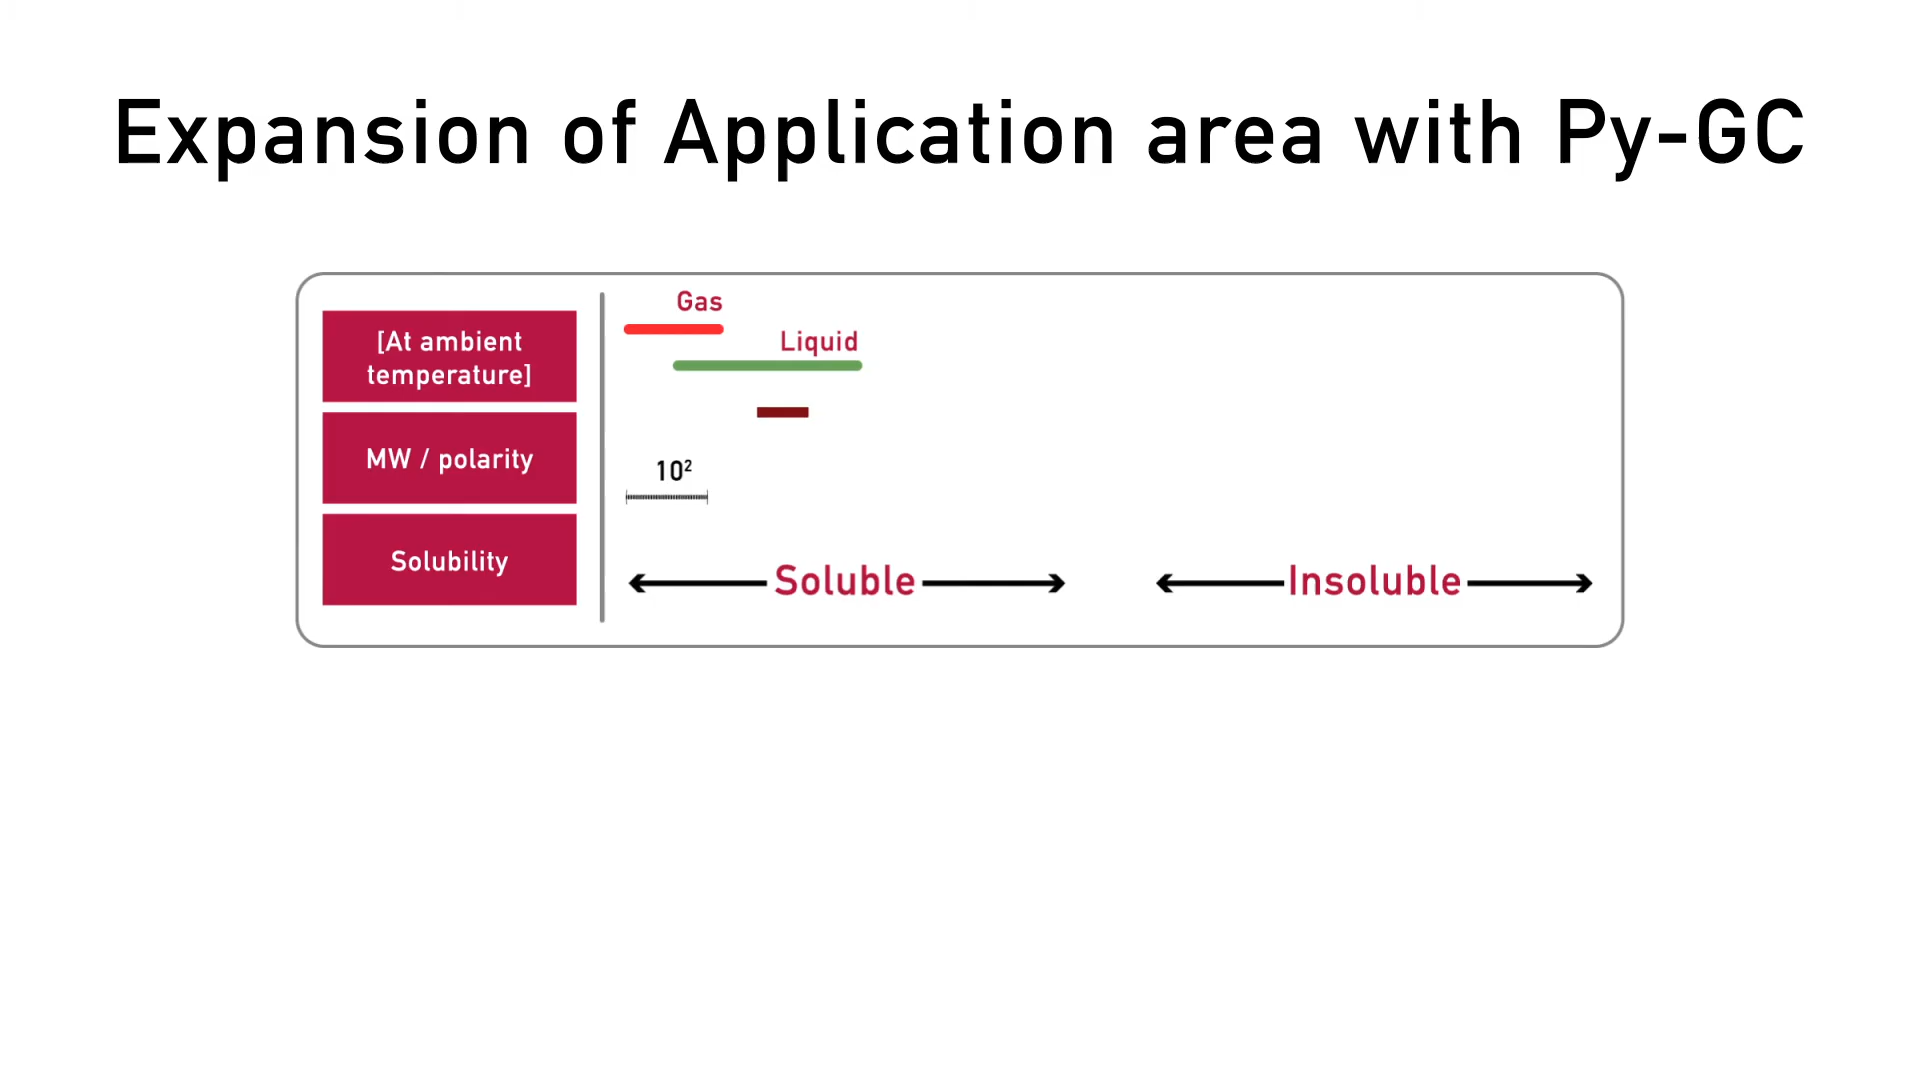 Expansion of Application area with Py-GC
[At ambient
temperature]
Gas
Liquid
MW / polarity
10²
Solubility
Soluble
Insoluble